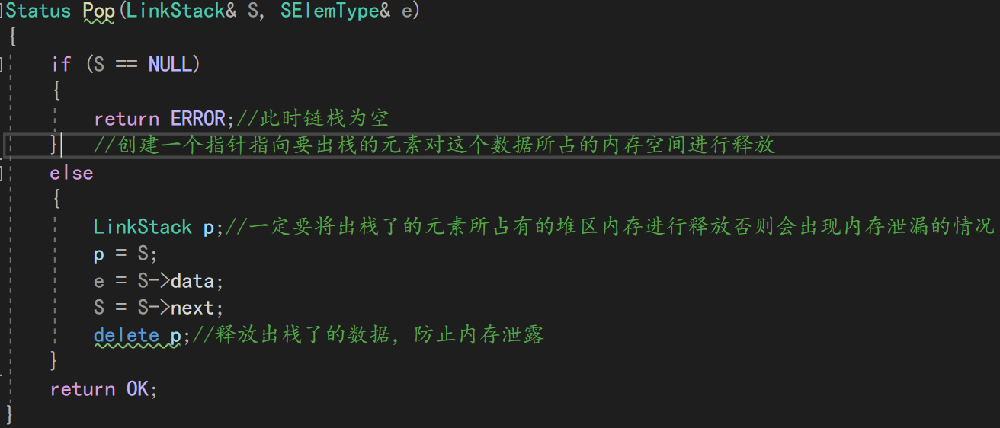 Status Pop(LinkStack& S, SElemType& e)
{
if (S == NULL)
{
return ERROR;//此时链栈为空
} //创建一个指针指向要出栈的元素对这个数据所占的内存空间进行释放
else
{
LinkStack p;//一定要将出栈了的元素所占有的堆区内存进行释放否则会出现内存泄漏的情况
p = S;
e = S->data;
S = S->next;
delete p;//释放出栈了的数据，防止内存泄露
}
return OK;
}